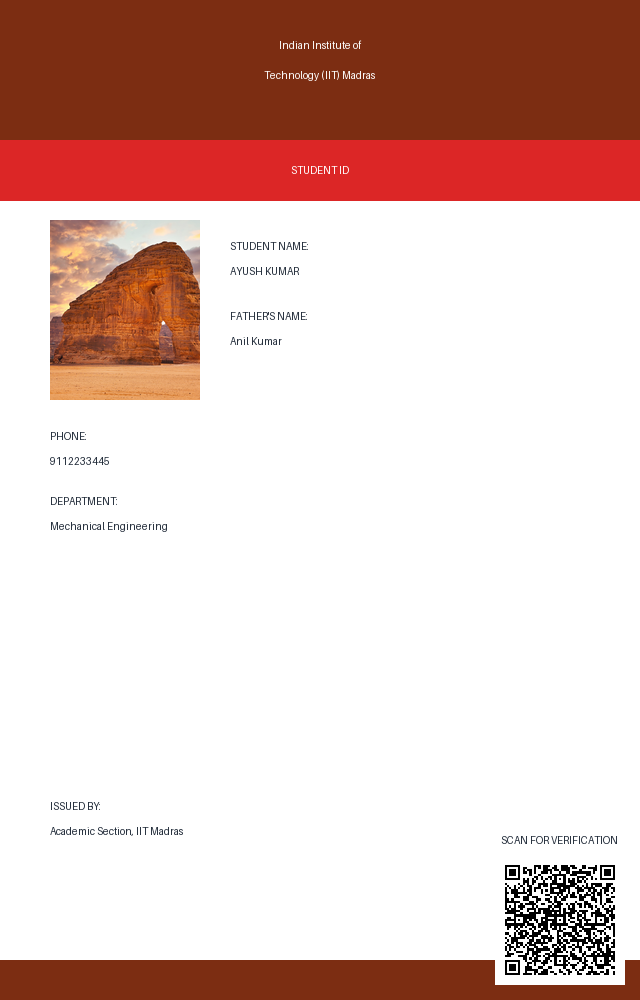 Indian Institute of
Technology (IIT) Madras
STUDENT ID
STUDENT NAME:
AYUSH KUMAR
FATHER'S NAME:
Anil Kumar
PHONE:
9112233445
DEPARTMENT:
Mechanical Engineering
ISSUED BY:
Academic Section, IIT Madras
SCAN FOR VERIFICATION